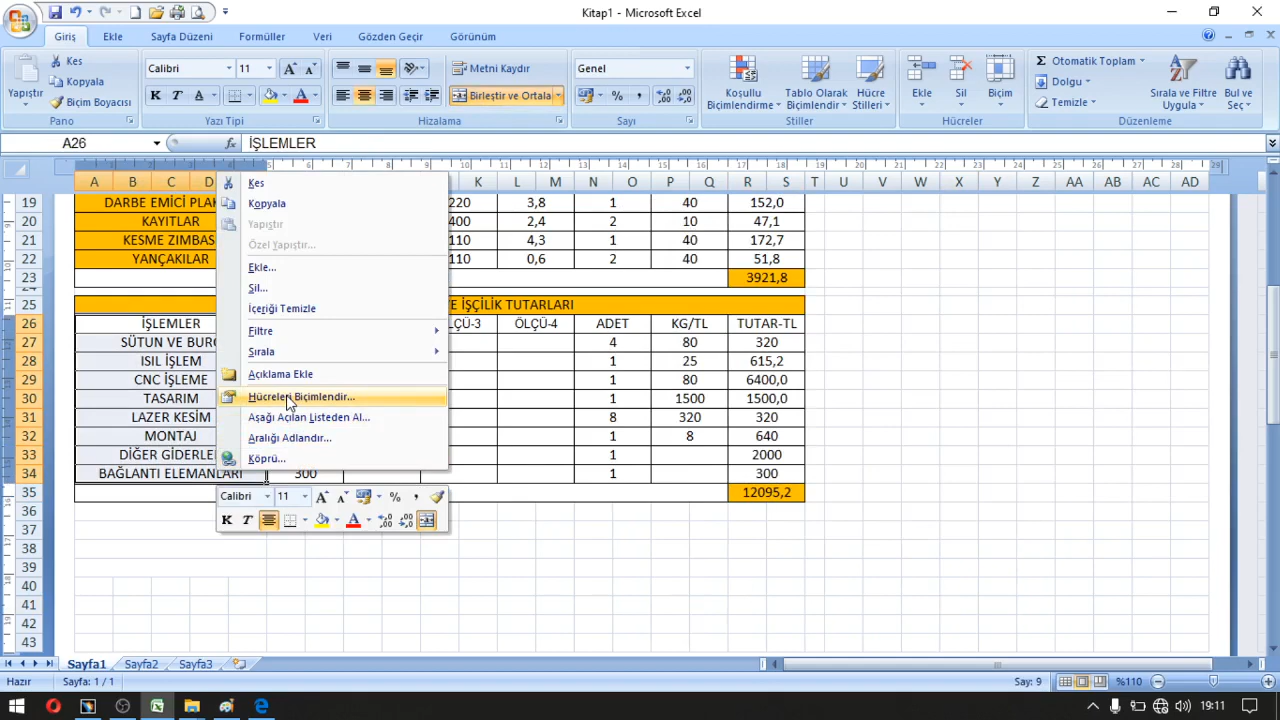 Kitap1 - Microsoft Excel
Giriş Ekle Sayfa Düzeni Formüller Veri Gözden Geçir Görünüm
Yapıştır Kes Kopyala Biçim Boyacısı
Calibri 11
K T A A
Metni Kaydır
Birleştir ve Ortala
Genel
% ,
Koşullu Biçimlendirme Tablo Olarak Biçimlendir Hücre Stilleri
Ekle Sil Biçim
Σ Otomatik Toplam
Dolgu
Temizle
Sırala ve Filtre Uygula Bul ve Seç
Pano Yazı Tipi Hizalama Sayı Stiller Hücreler Düzenleme
A26 fx İŞLEMLER
A B C D K L M N O P Q R S T U V W X Y Z AA AB AC AD
19 DARBE EMİCİ PLAK 220 3,8 1 40 152,0
20 KAYITLAR 400 2,4 2 10 47,1
21 KESME ZIMBAS 110 4,3 1 40 172,7
22 YANÇAKILAR 110 0,6 2 40 51,8
23 3921,8
24
25 E İŞÇİLİK TUTARLARI
26 İŞLEMLER ÇÜ-3 ÖLÇÜ-4 ADET KG/TL TUTAR-TL
27 SÜTUN VE BURÇ 4 80 320
28 ISIL İŞLEM 1 25 615,2
29 CNC İŞLEME 1 80 6400,0
30 TASARIM 1 1500 1500,0
31 LAZER KESİM 8 320 320
32 MONTAJ 1 8 640
33 DİĞER GİDERLE 1 2000
34 BAĞLANTI ELEMANLARI 300 1 300
35 12095,2
36
37
38
39
40
41
42
43
Kes
Kopyala
Yapıştır
Özel Yapıştır...
Ekle...
Sil...
İçeriği Temizle
Filtre
Sırala
Açıklama Ekle
Hücreleri Biçimlendir...
Aşağı Açılan Listeden Al...
Aralığı Adlandır...
Köprü...
Calibri 11 A A % ,
K T A
Sayfa1 Sayfa2 Sayfa3
Hazır Sayfa: 1 / 1 Say: 9 %110
19:11